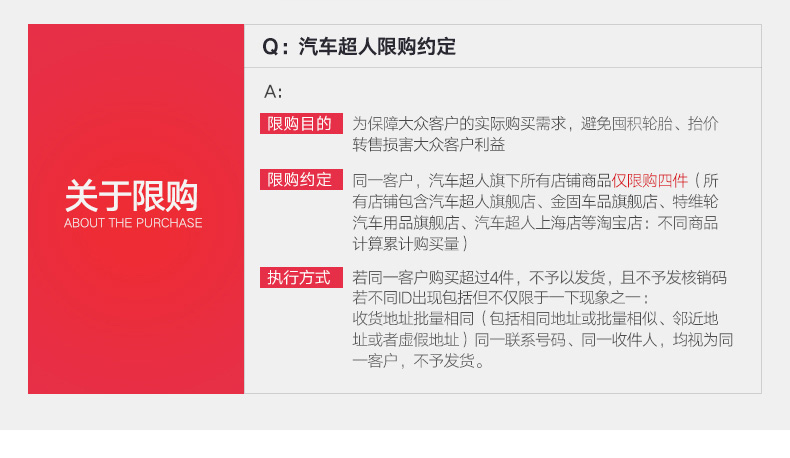 关于限购
ABOUT THE PURCHASE
Q：汽车超人限购约定
A:
限购目的
为保障大众客户的实际购买需求，避免囤积轮胎、抬价
转售损害大众客户利益
限购约定
同一客户，汽车超人旗下所有店铺商品仅限购四件（所
有店铺包含汽车超人旗舰店、金固车品旗舰店、特维轮
汽车用品旗舰店、汽车超人上海店等淘宝店：不同商品
计算累计购买量）
执行方式
若同一客户购买超过4件，不予以发货，且不予发核销码
若不同ID出现包括但不仅限于一下现象之一：
收货地址批量相同（包括相同地址或批量相似、邻近地
址或者虚假地址）同一联系号码、同一收件人，均视为同
一客户，不予发货。